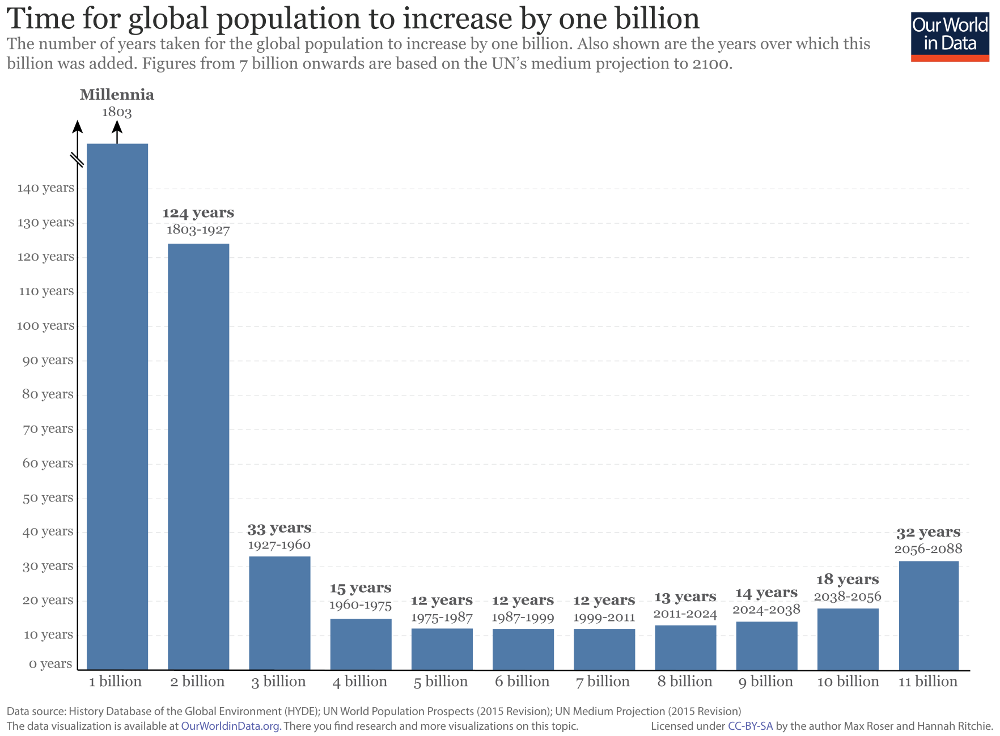 Time for global population to increase by one billion
The number of years taken for the global population to increase by one billion. Also shown are the years over which this
billion was added. Figures from 7 billion onwards are based on the UN's medium projection to 2100.
Our World
in Data
Millennia
1803
140 years
130 years
120 years
110 years
100 years
90 years
80 years
70 years
60 years
50 years
40 years
30 years
20 years
10 years
0 years
124 years
1803-1927
33 years
1927-1960
15 years
1960-1975
12 years
1975-1987
12 years
1987-1999
12 years
1999-2011
13 years
2011-2024
14 years
2024-2038
18 years
2038-2056
32 years
2056-2088
1 billion
2 billion
3 billion
4 billion
5 billion
6 billion
7 billion
8 billion
9 billion
10 billion
11 billion
Data source: History Database of the Global Environment (HYDE); UN World Population Prospects (2015 Revision); UN Medium Projection (2015 Revision)
The data visualization is available at OurWorldinData.org. There you find research and more visualizations on this topic.
Licensed under CC-BY-SA by the author Max Roser and Hannah Ritchie.